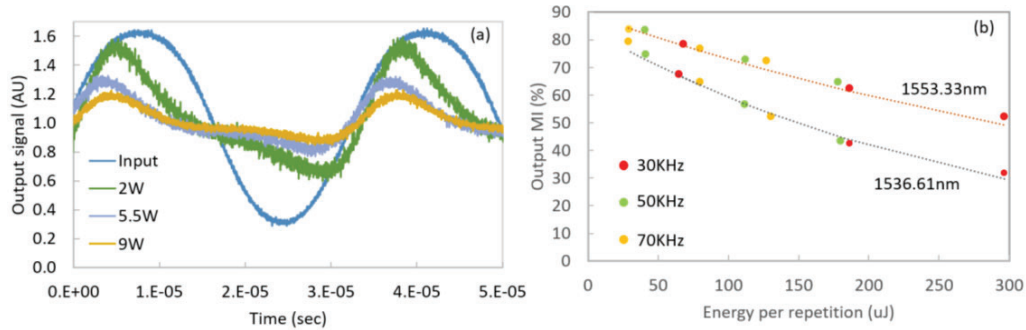 (a)
Output signal (AU)
1.6
1.4
1.2
1.0
0.8
0.6
0.4
0.2
0.0
Input
2W
5.5W
9W
0.E+00 1.E-05 2.E-05 3.E-05 4.E-05 5.E-05
Time (sec)
(b)
Output MI (%)
90
80
70
60
50
40
30
20
10
0
1553.33nm
1536.61nm
30KHz
50KHz
70KHz
0 50 100 150 200 250 300
Energy per repetition (uJ)